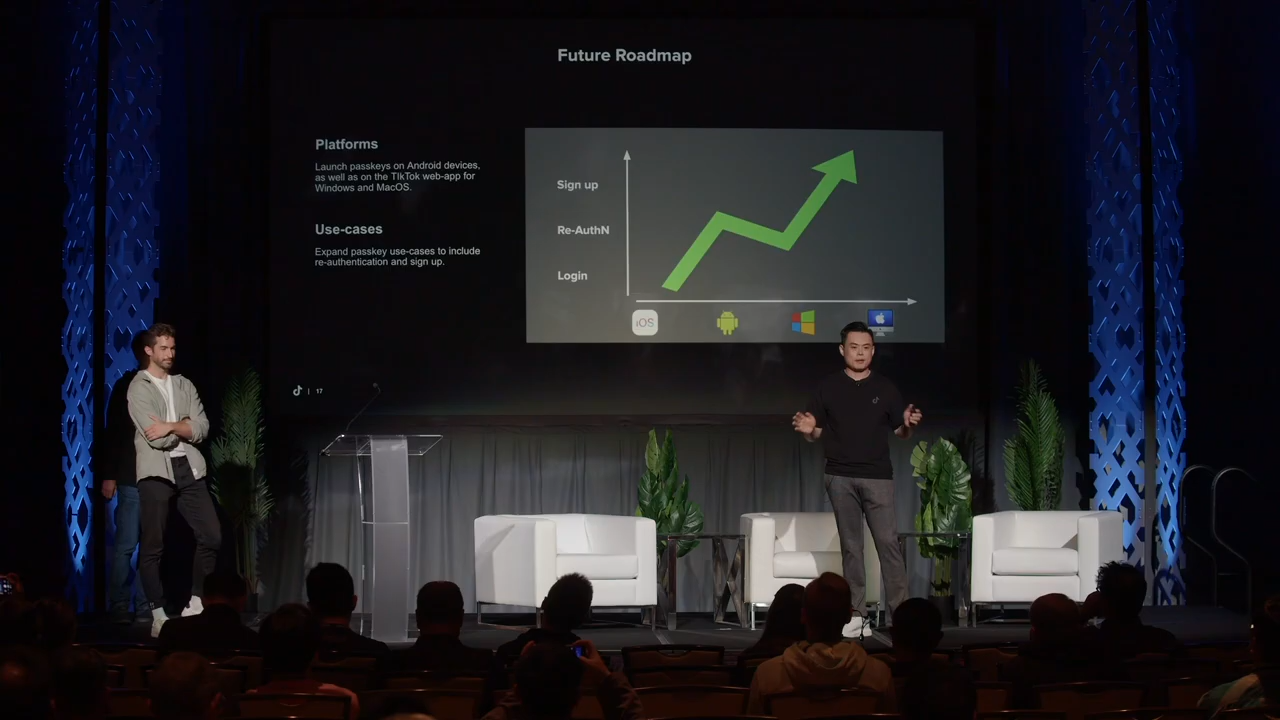 Future Roadmap
Platforms
Launch passkeys on Android devices,
as well as on the TikTok web-app for
Windows and MacOS.
Use-cases
Expand passkey use-cases to include
re-authentication and sign up.
Sign up
Re-AuthN
Login
iOS
| 17